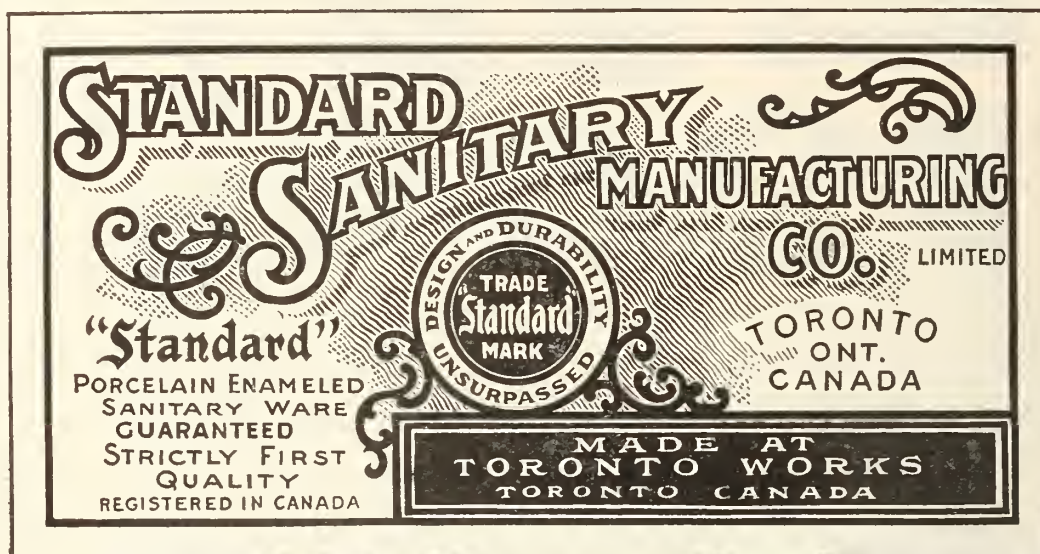 STANDARD
SANITARY
MANUFACTURING
CO. LIMITED
TORONTO
ONT.
CANADA
DESIGN AND DURABILITY
UNSURPASSED
TRADE
"Standard"
MARK
"Standard"
PORCELAIN ENAMELED
SANITARY WARE
GUARANTEED
STRICTLY FIRST
QUALITY
REGISTERED IN CANADA
MADE AT
TORONTO WORKS
TORONTO CANADA